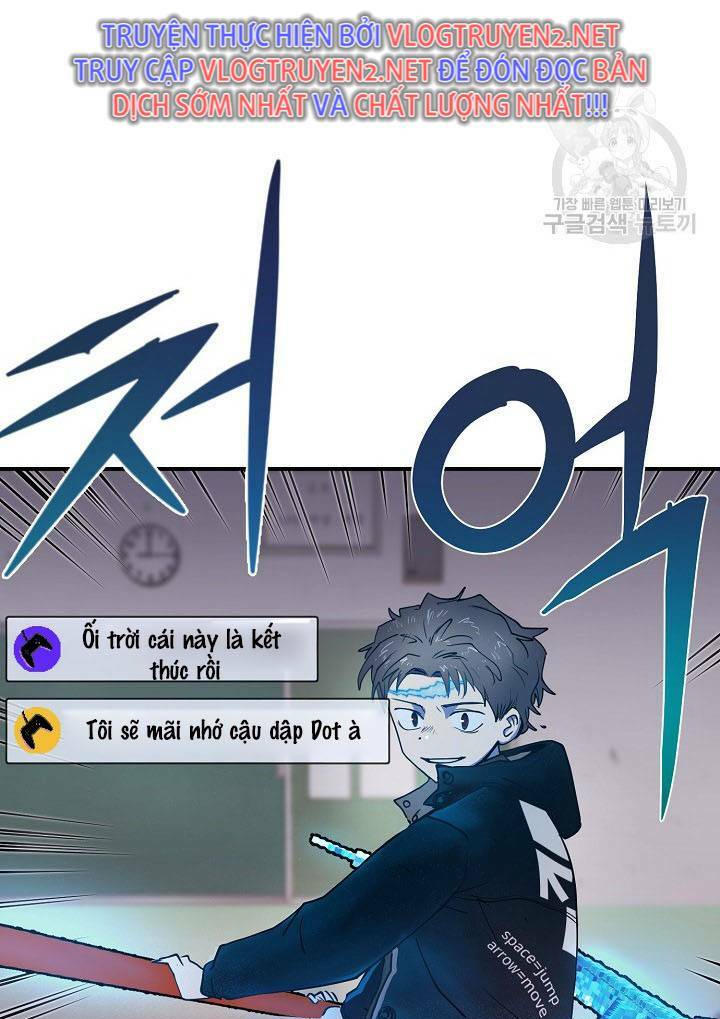 TRUYỆN THỰC HIỆN BỞI VLOGTRUYEN2.NET
TRUY CẬP VLOGTRUYEN2.NET ĐỂ ĐÓN ĐỌC BẢN
DỊCH SỚM NHẤT VÀ CHẤT LƯỢNG NHẤT!!!
가장 빠른 웹툰 미리보기
구글검색 뉴토끼
처억
Ối trời cái này là kết
thúc rồi
Tôi sẽ mãi nhớ cậu dập Dot à
space=jump
arrow=move